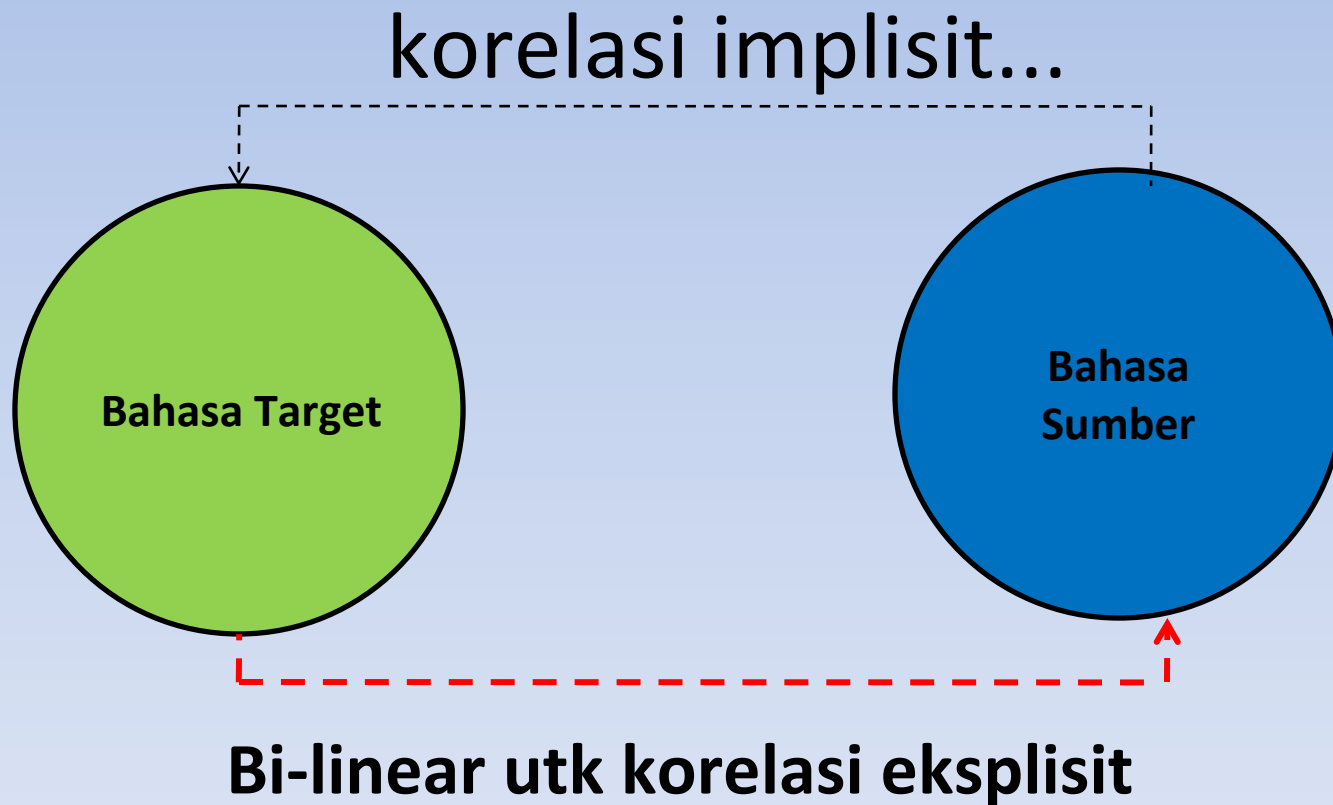 korelasi implisit...
Bahasa Target
Bahasa
Sumber
Bi-linear utk korelasi eksplisit